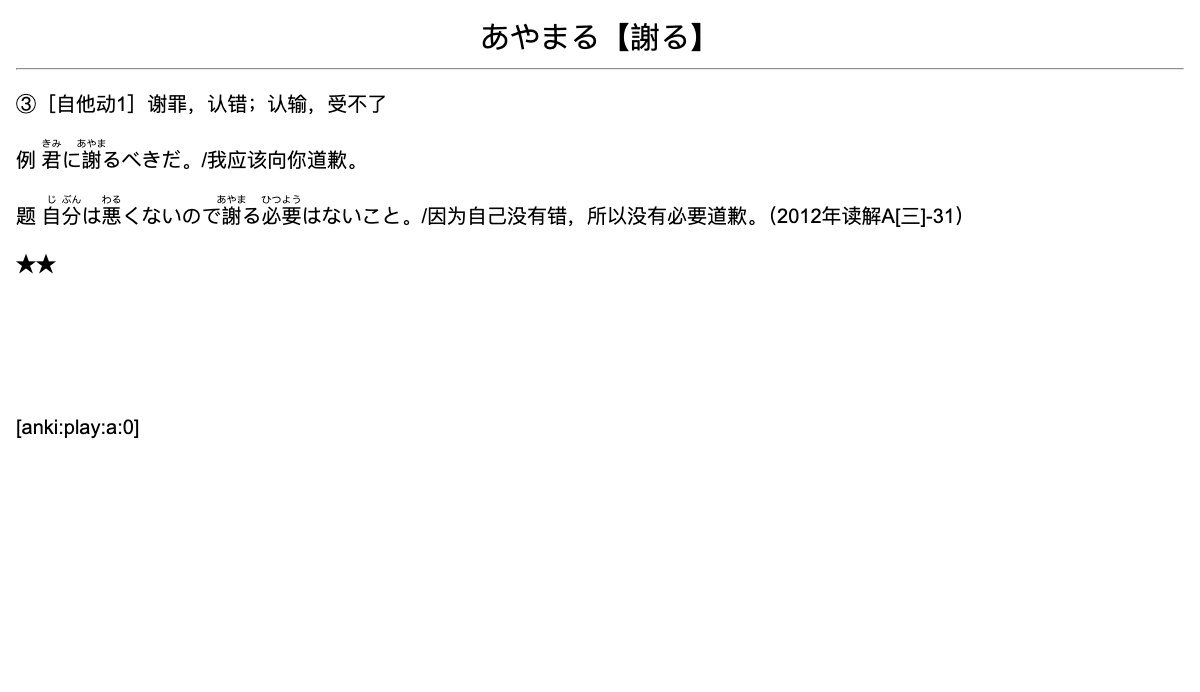 あやまる【謝る】
③［自他动1］谢罪，认错；认输，受不了
きみ あやま
例 君に謝るべきだ。/我应该向你道歉。
じ ぶん わる あやま ひつよう
题 自分は悪くないので謝る必要はないこと。/因为自己没有错，所以没有必要道歉。（2012年读解A[三]-31）
★★
[anki:play:a:0]